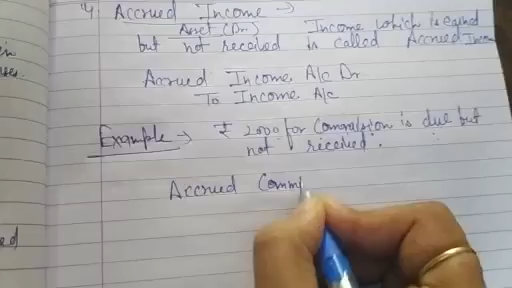 4) Accrued Income →
Asset (Dr) Income which is earned
but not received is called Accrued Income
Accrued Income A/c Dr
To Income A/c
Example → ₹ 2000 for Commission is due but
not received.
Accrued Commi